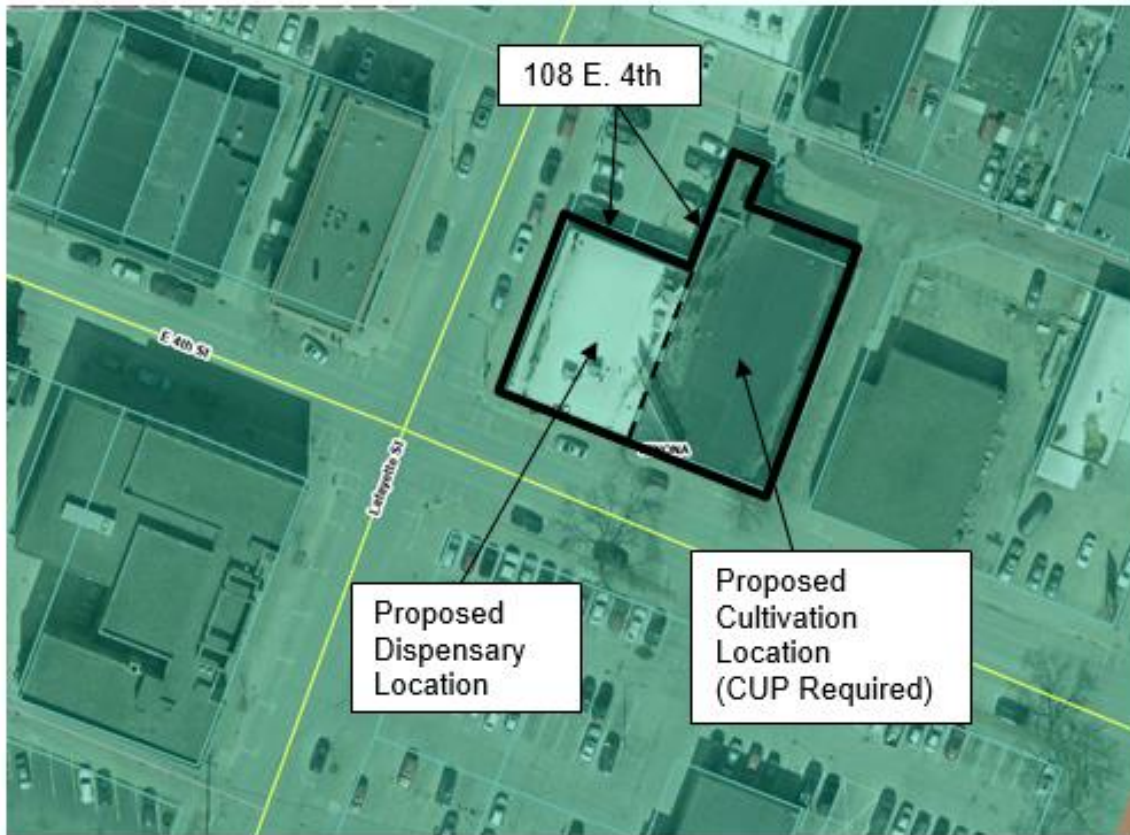 108 E. 4th
E 4th St
Lafayette St
Proposed
Dispensary
Location
Proposed
Cultivation
Location
(CUP Required)